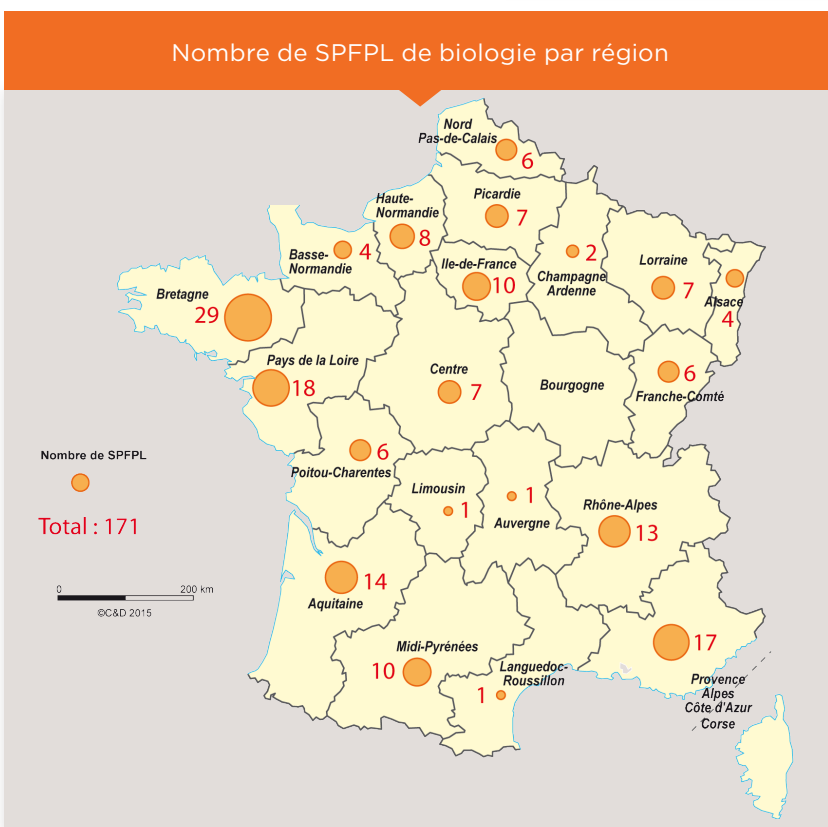 Nombre de SPFPL de biologie par région
Nord
Pas-de-Calais
6
Picardie
7
Haute-
Normandie
8
Basse-
Normandie
4
Ile-de-France
10
2
Champagne
Ardenne
Lorraine
7
Alsace
4
Bretagne
29
Pays de la Loire
18
Centre
7
Bourgogne
6
Franche-Comté
6
Poitou-Charentes
Limousin
1
1
Auvergne
Rhône-Alpes
13
Nombre de SPFPL
Total : 171
0 200 km
©C&D 2015
14
Aquitaine
Midi-Pyrénées
10
Languedoc-
Roussillon
1
17
Provence
Alpes
Côte d'Azur
Corse